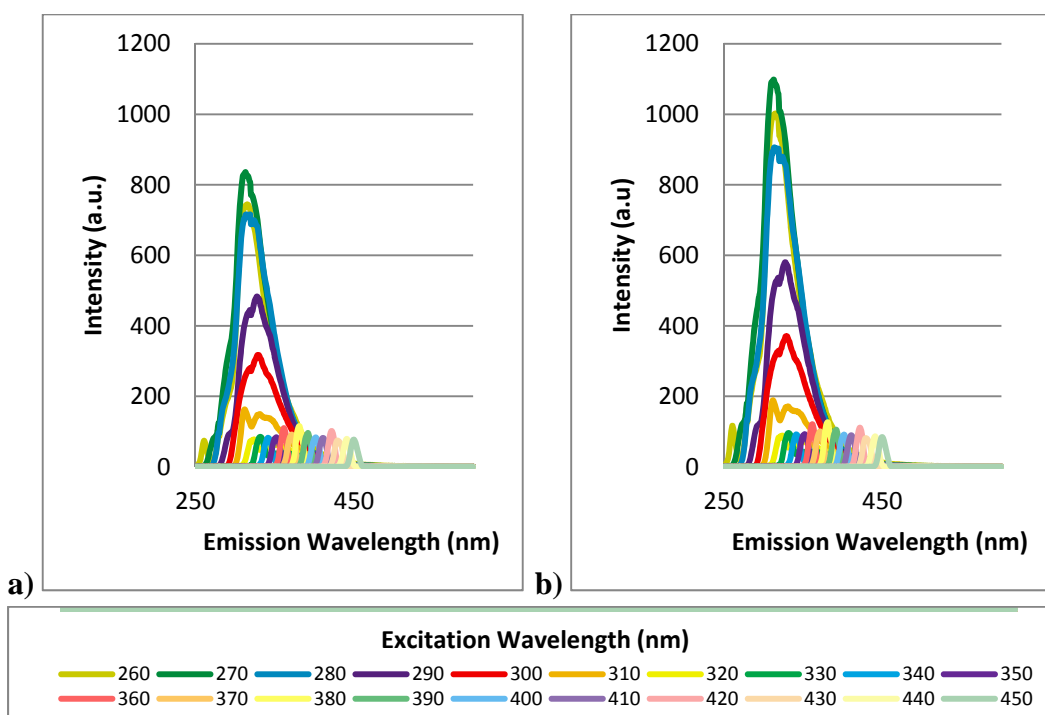 1200
1000
800
600
400
200
0
250 450
Intensity (a.u.)
Emission Wavelength (nm)
a)
1200
1000
800
600
400
200
0
250 450
Intensity (a.u)
Emission Wavelength (nm)
b)
Excitation Wavelength (nm)
260 270 280 290 300 310 320 330 340 350
360 370 380 390 400 410 420 430 440 450